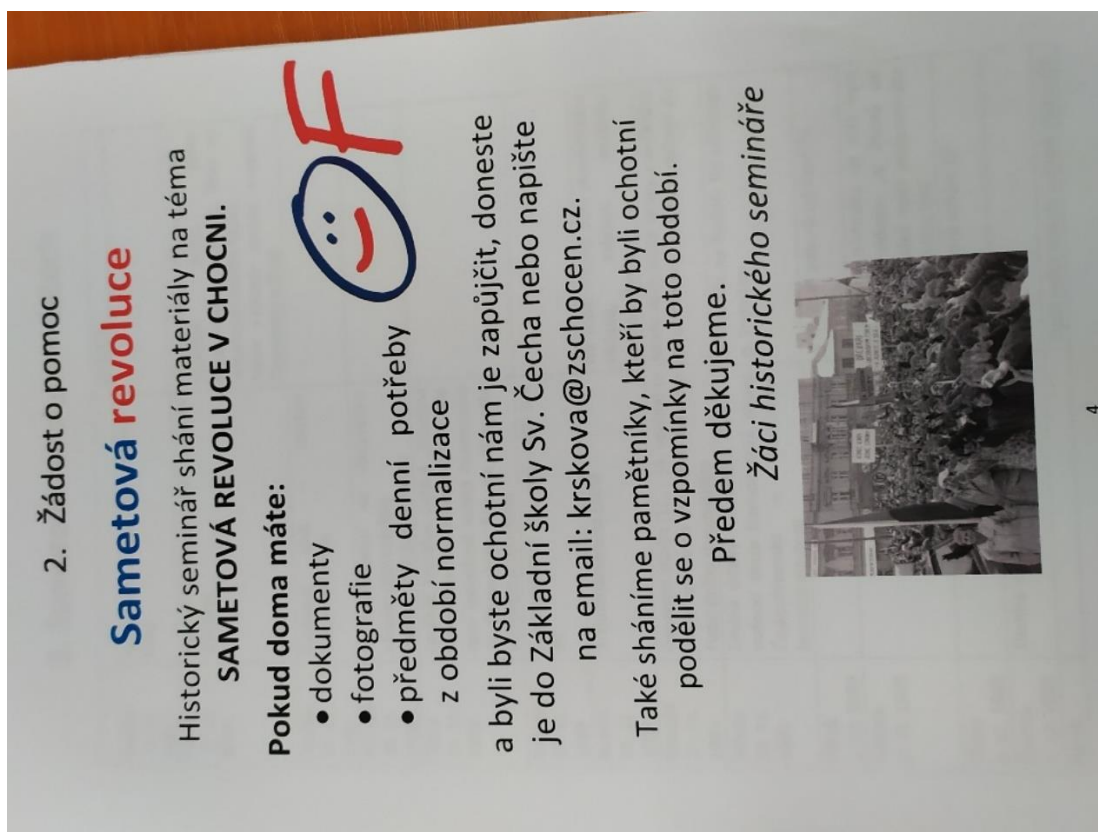 2. Žádost o pomoc
Sametová revoluce
Historický seminář shání materiály na téma
SAMETOVÁ REVOLUCE V CHOCNI.
Pokud doma máte:
• dokumenty
• fotografie
• předměty denní potřeby
z období normalizace
OF
a byli byste ochotní nám je zapůjčit, doneste
je do Základní školy Sv. Čecha nebo napište
na email: krskova@zschocen.cz.
Také sháníme pamětníky, kteří by byli ochotní
podělit se o vzpomínky na toto období.
Předem děkujeme.
Žáci historického semináře
4